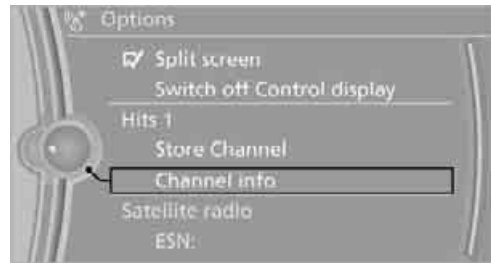 Options
Split screen
Switch off Control display
Hits 1
Store Channel
Channel info
Satellite radio
ESN: